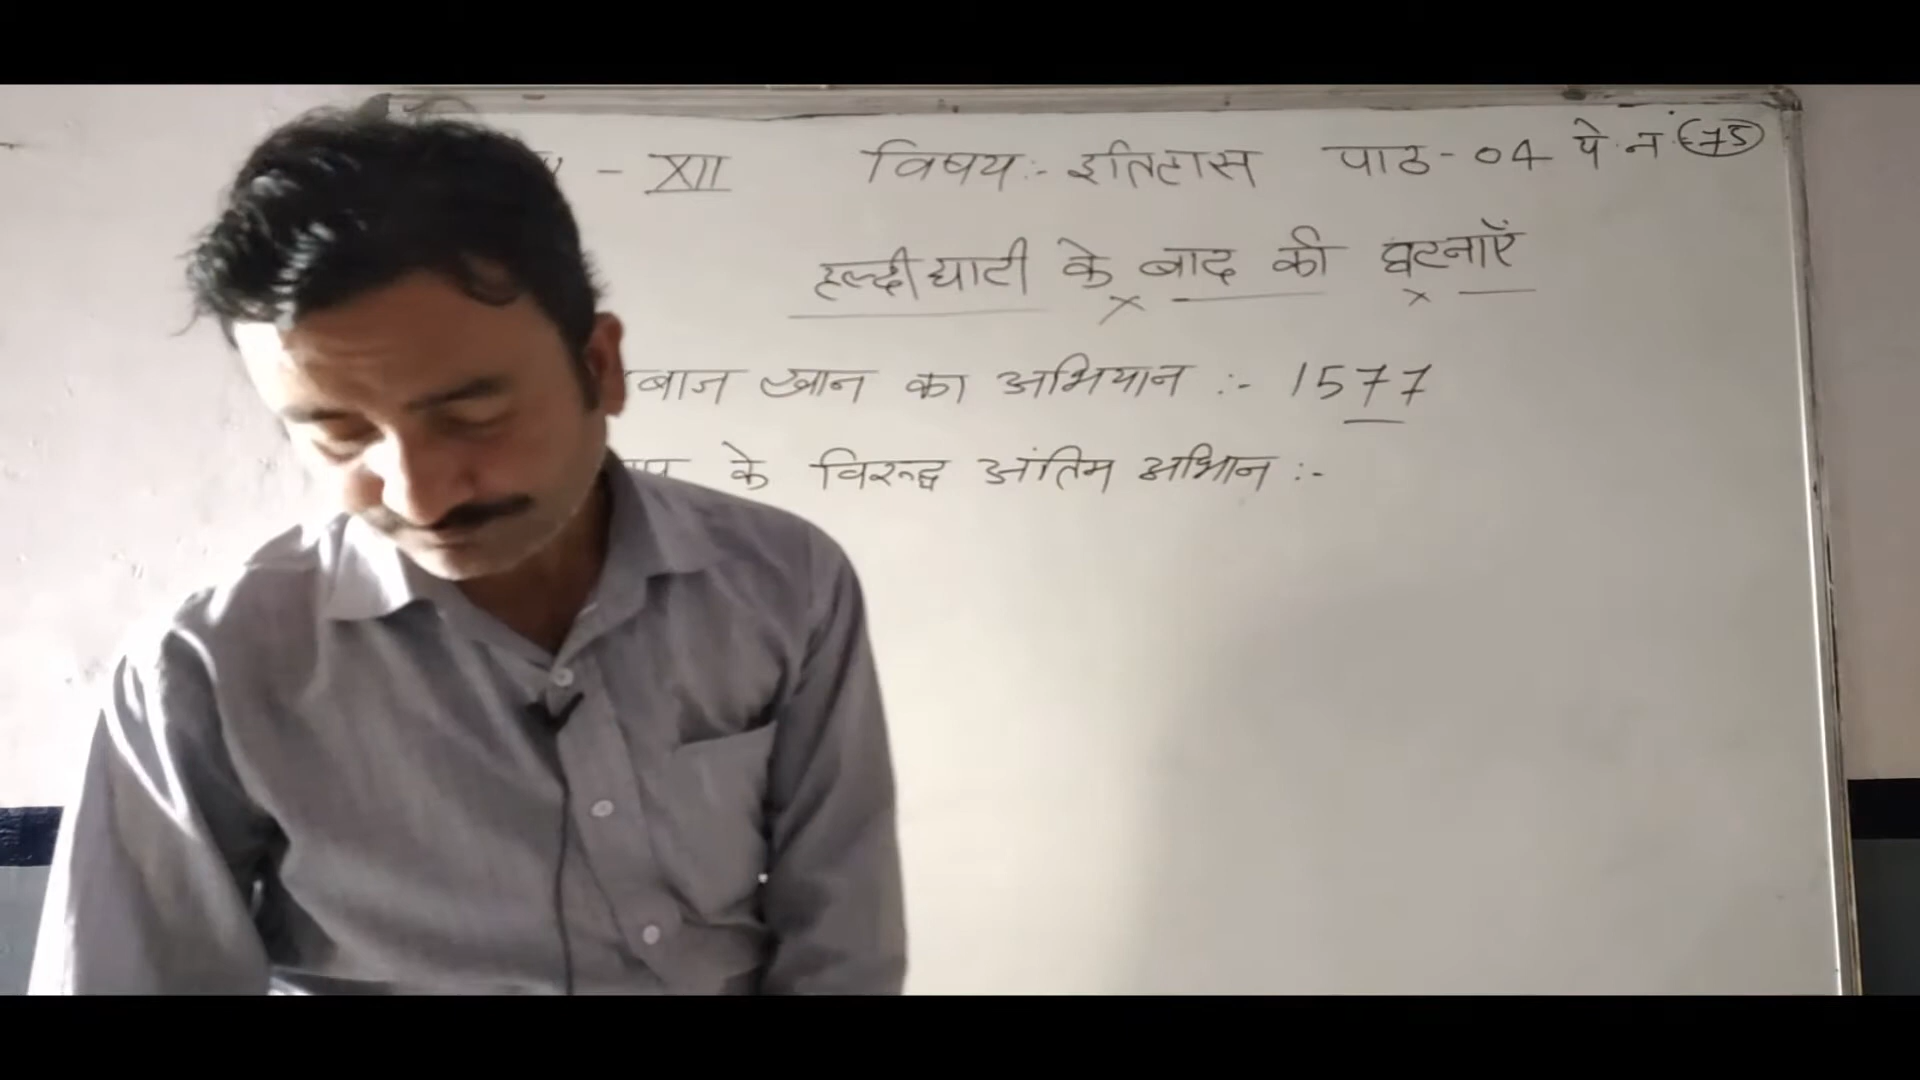 - XII विषय:- इतिहास पाठ - 04 पे.न. 75
हल्दीघाटी के बाद की घटनाएँ
बाज खान का अभियान :- 1577
के विरुद्ध अंतिम अभिान :-